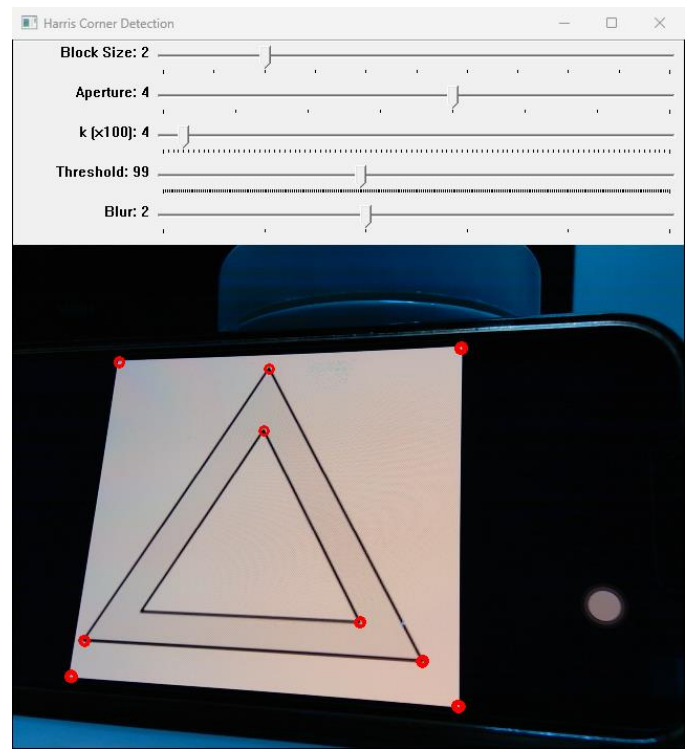 Harris Corner Detection
Block Size: 2
Aperture: 4
k (x100): 4
Threshold: 99
Blur: 2